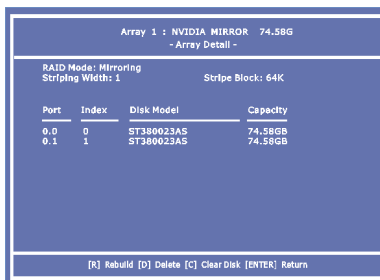 Array 1 : NVIDIA MIRROR 74.58G
- Array Detail -
RAID Mode: Mirroring
Striping Width: 1 Stripe Block: 64K
Port Index Disk Model Capacity
0.0 0 ST380023AS 74.58GB
0.1 1 ST380023AS 74.58GB
[R] Rebuild [D] Delete [C] Clear Disk [ENTER] Return